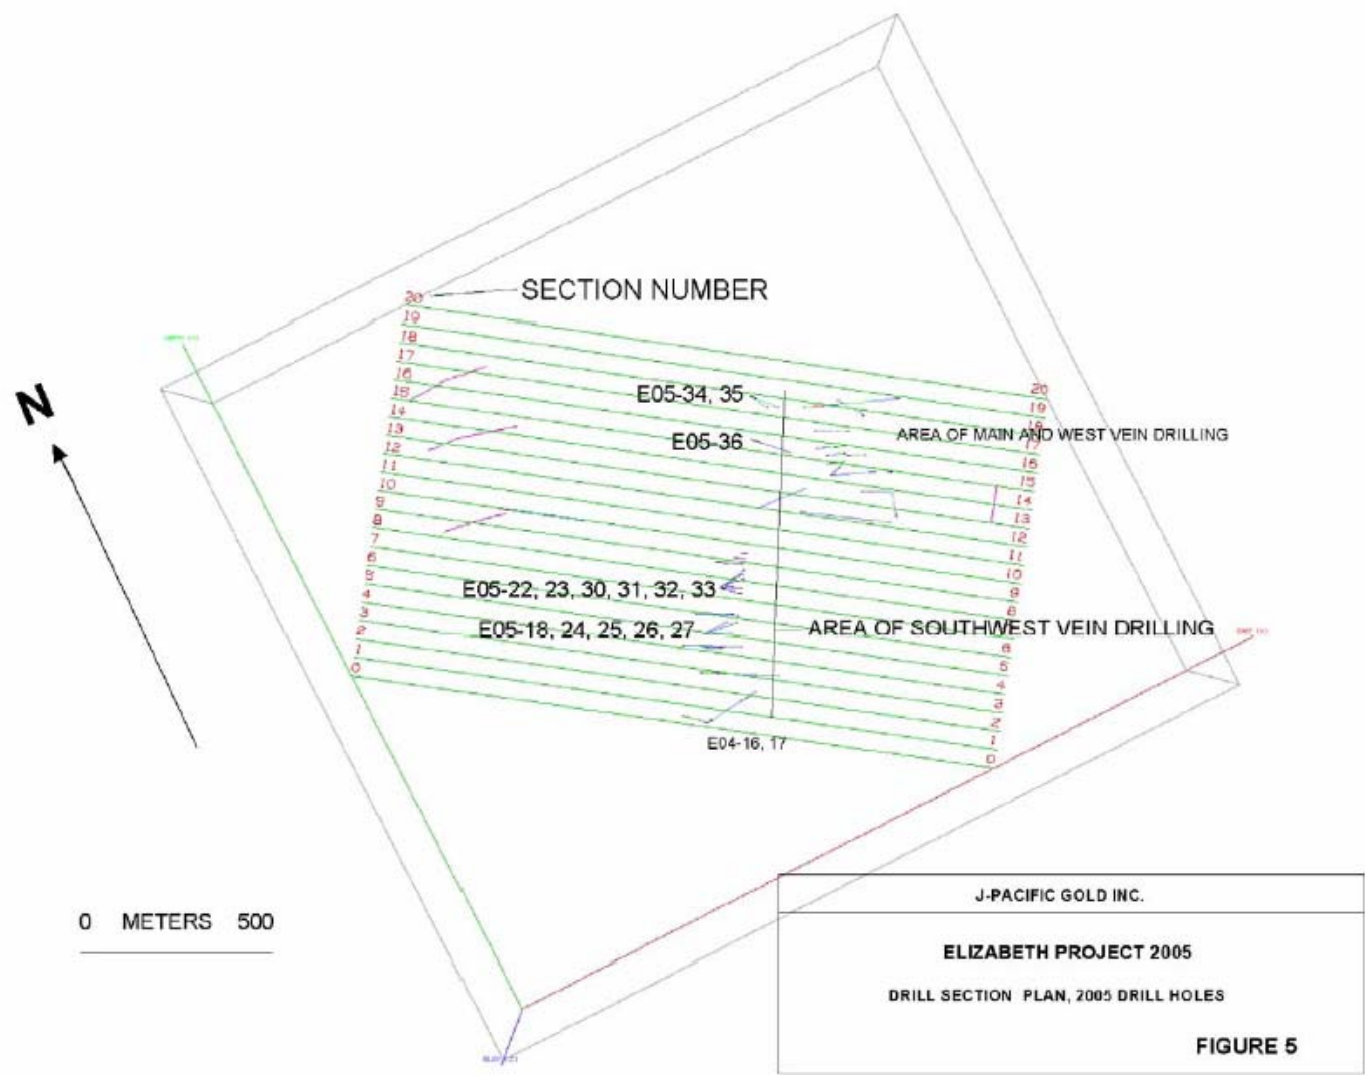 SECTION NUMBER
20
19
18
17
16
15
14
13
12
11
10
9
8
7
6
5
4
3
2
1
0
N
E05-34, 35
E05-36
AREA OF MAIN AND WEST VEIN DRILLING
20
19
18
17
16
15
14
13
12
11
10
9
8
6
5
4
3
2
1
0
E05-22, 23, 30, 31, 32, 33
E05-18, 24, 25, 26, 27
AREA OF SOUTHWEST VEIN DRILLING
E04-16, 17
0 METERS 500
J-PACIFIC GOLD INC.
ELIZABETH PROJECT 2005
DRILL SECTION PLAN, 2005 DRILL HOLES
FIGURE 5